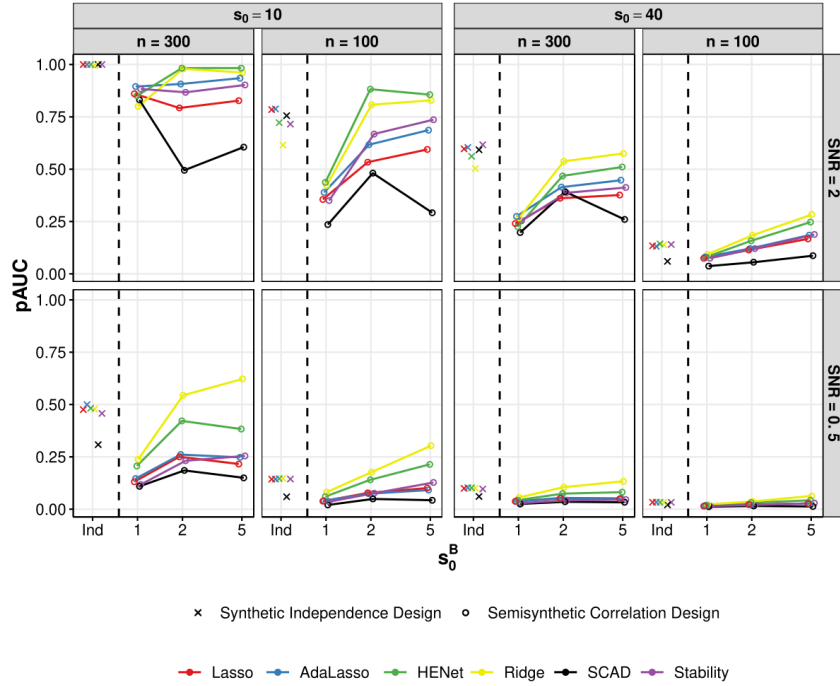 s₀ = 10 s₀ = 40
n = 300 n = 100 n = 300 n = 100
1.00
0.75
0.50
0.25
0.00
SNR = 2
pAUC
1.00
0.75
0.50
0.25
0.00
SNR = 0.5
Ind 1 2 5 Ind 1 2 5 Ind 1 2 5 Ind 1 2 5
s₀ᴮ
Synthetic Independence Design Semisynthetic Correlation Design
Lasso AdaLasso HENet Ridge SCAD Stability